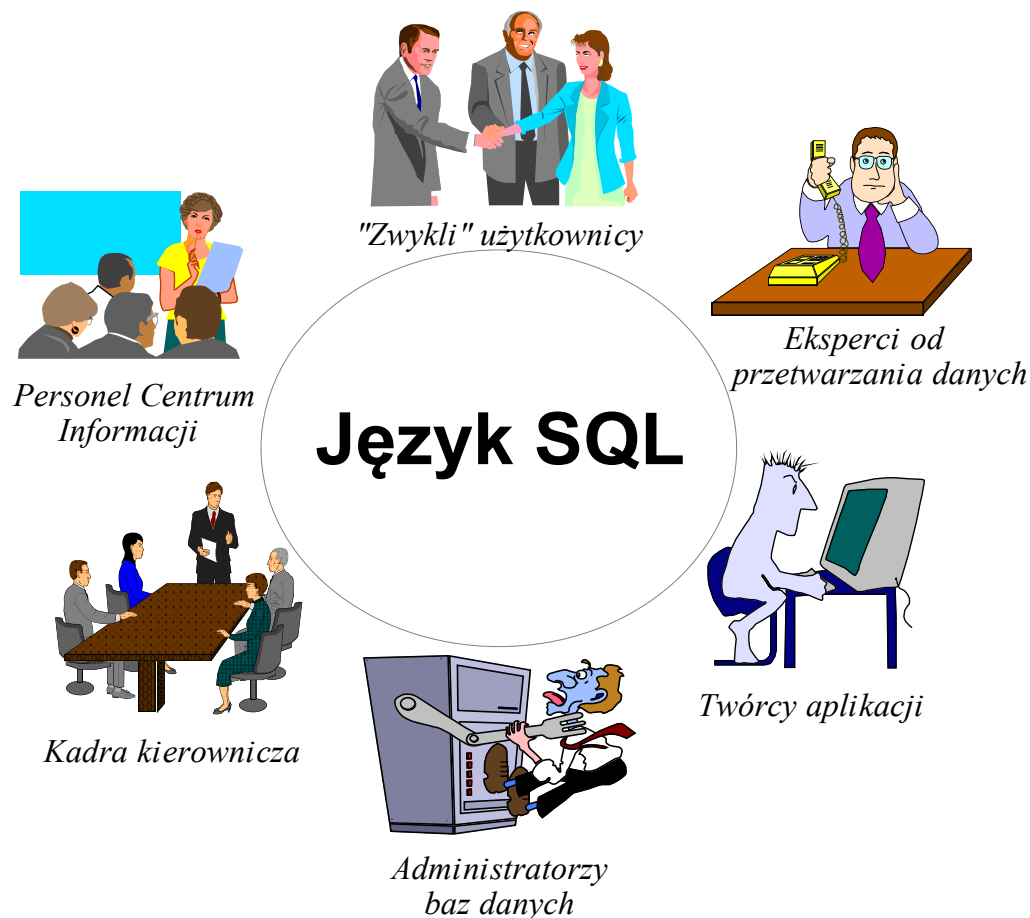 "Zwykli" użytkownicy
Eksperci od
przetwarzania danych
Personel Centrum
Informacji
Język SQL
Twórcy aplikacji
Kadra kierownicza
Administratorzy
baz danych